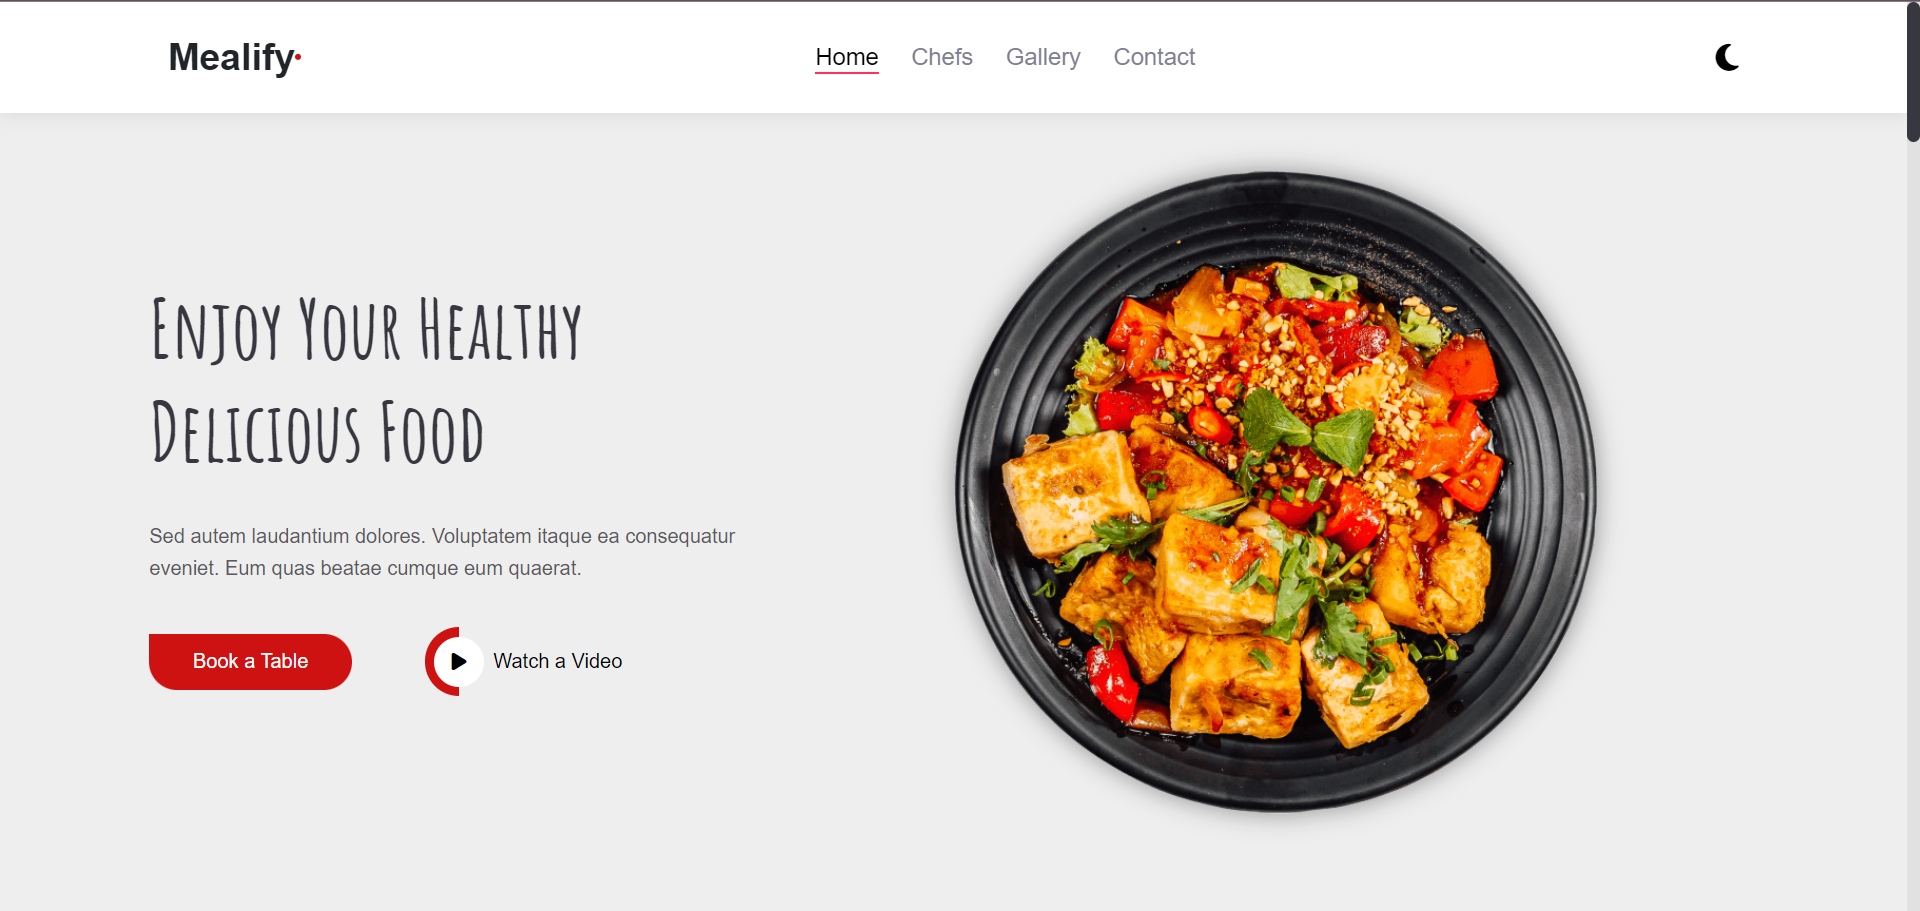 Mealify
Home Chefs Gallery Contact
Enjoy Your Healthy
Delicious Food
Sed autem laudantium dolores. Voluptatem itaque ea consequatur
eveniet. Eum quas beatae cumque eum quaerat.
Book a Table
Watch a Video